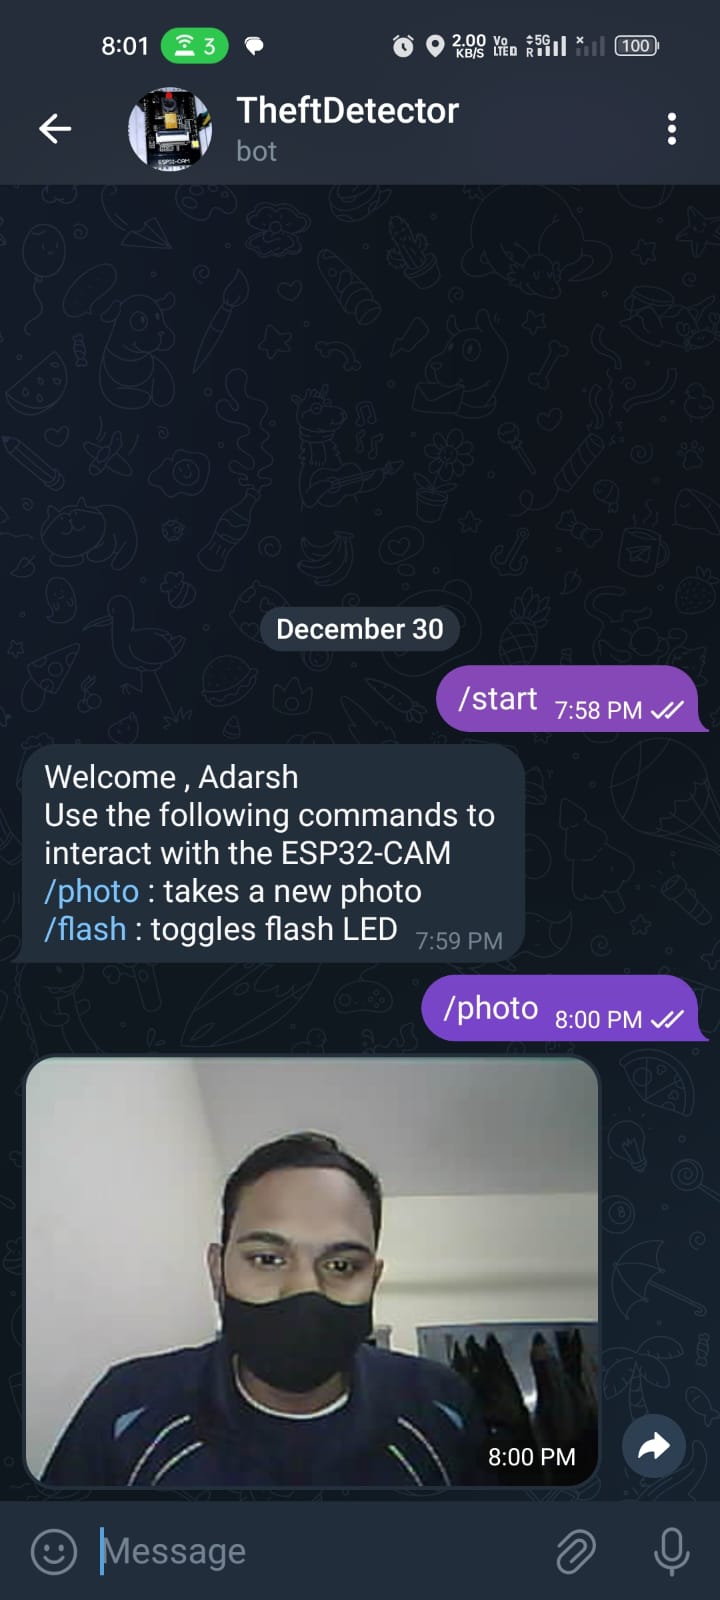 8:01 3 2.00 KB/S Vo LTED 5G R 100
TheftDetector
bot
December 30
/start 7:58 PM
Welcome , Adarsh
Use the following commands to
interact with the ESP32-CAM
/photo : takes a new photo
/flash : toggles flash LED 7:59 PM
/photo 8:00 PM
8:00 PM
Message